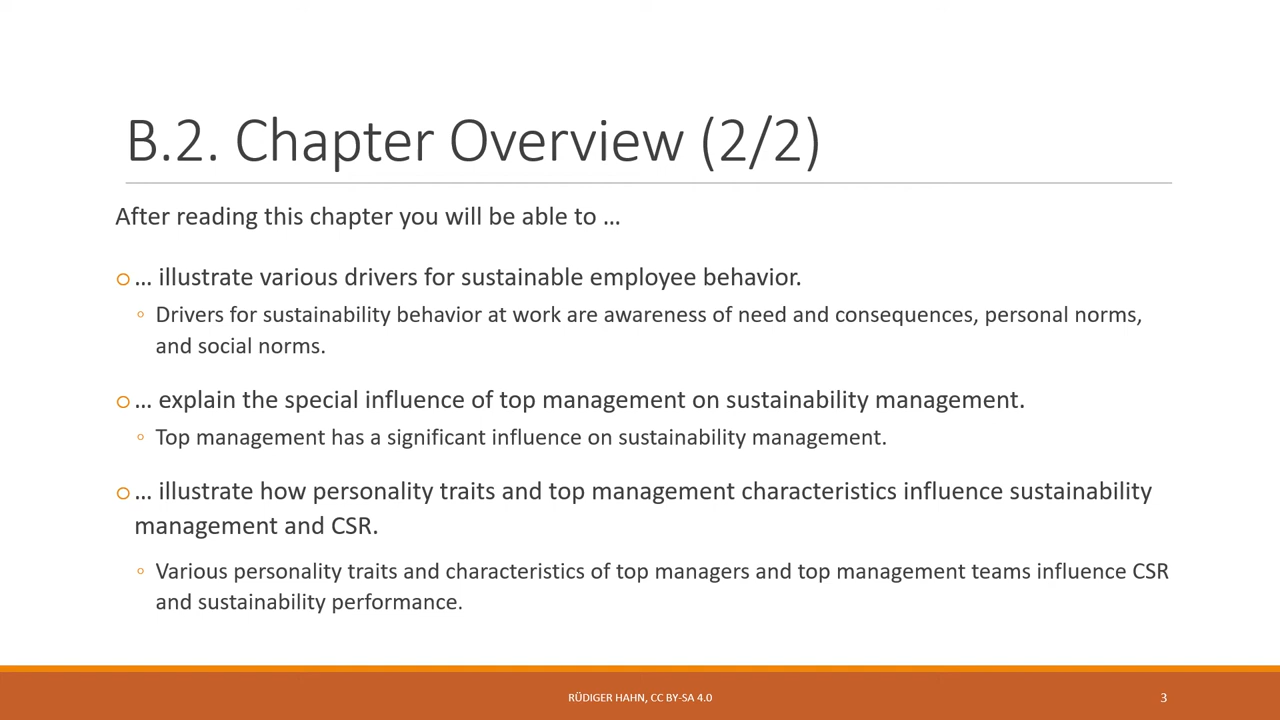 B.2. Chapter Overview (2/2)
After reading this chapter you will be able to …
o … illustrate various drivers for sustainable employee behavior.
◦ Drivers for sustainability behavior at work are awareness of need and consequences, personal norms,
and social norms.
o … explain the special influence of top management on sustainability management.
◦ Top management has a significant influence on sustainability management.
o … illustrate how personality traits and top management characteristics influence sustainability
management and CSR.
◦ Various personality traits and characteristics of top managers and top management teams influence CSR
and sustainability performance.
RÜDIGER HAHN, CC BY-SA 4.0
3